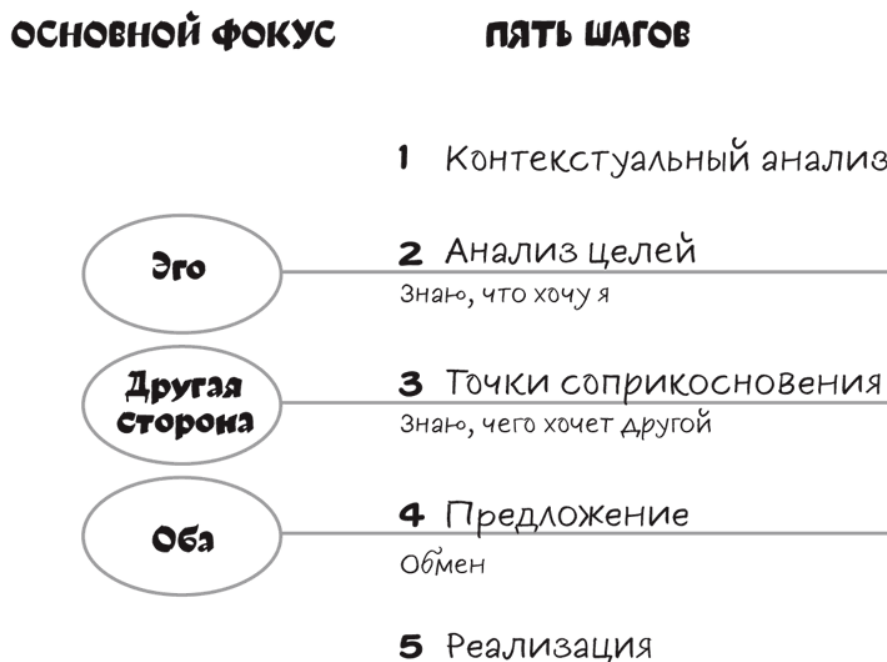 ОСНОВНОЙ ФОКУС
ПЯТЬ ШАГОВ
1 Контекстуальный анализ
Эго
2 Анализ целей
Знаю, что хочу я
Другая
сторона
3 Точки соприкосновения
Знаю, чего хочет другой
Оба
4 Предложение
Обмен
5 Реализация